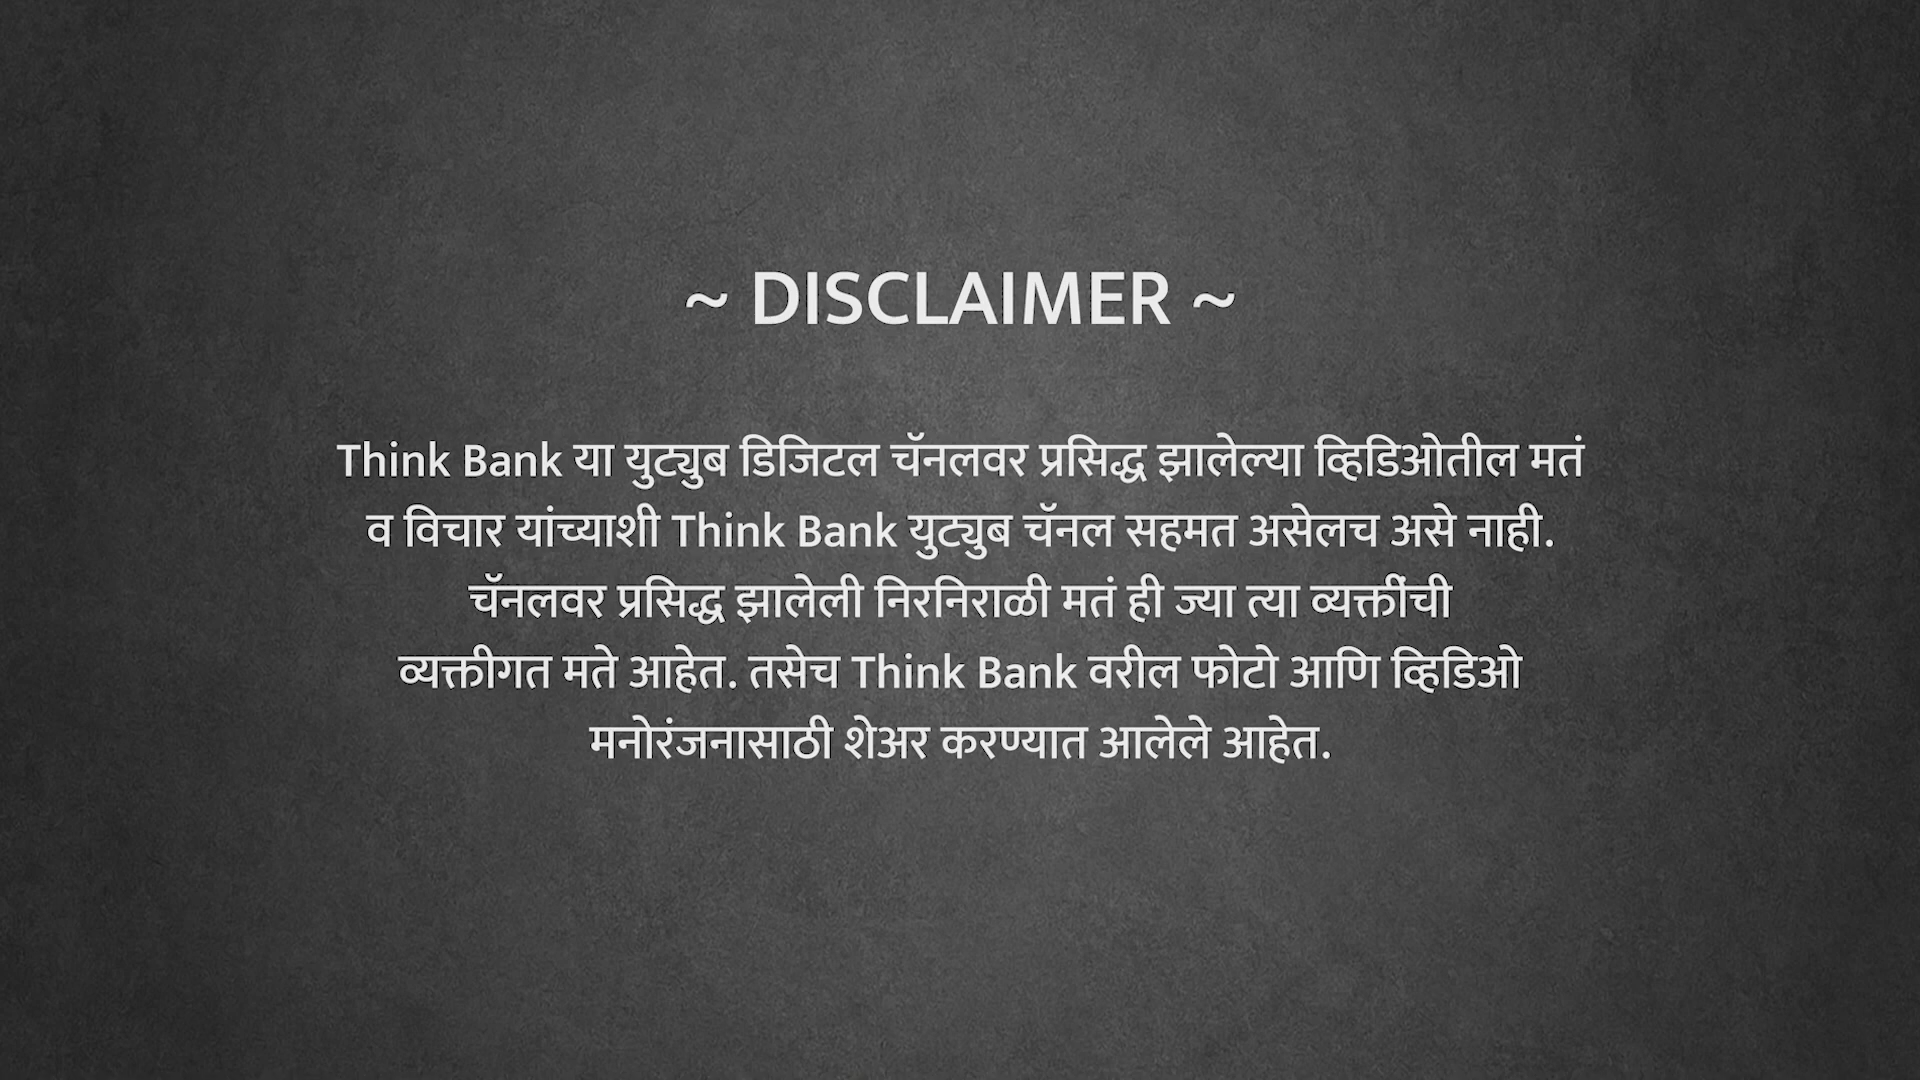 ~ DISCLAIMER ~
Think Bank या युट्युब डिजिटल चॅनलवर प्रसिद्ध झालेल्या व्हिडिओतील मतं
व विचार यांच्याशी Think Bank युट्युब चॅनल सहमत असेलच असे नाही.
चॅनलवर प्रसिद्ध झालेली निरनिराळी मतं ही ज्या त्या व्यक्तींची
व्यक्तीगत मते आहेत. तसेच Think Bank वरील फोटो आणि व्हिडिओ
मनोरंजनासाठी शेअर करण्यात आलेले आहेत.